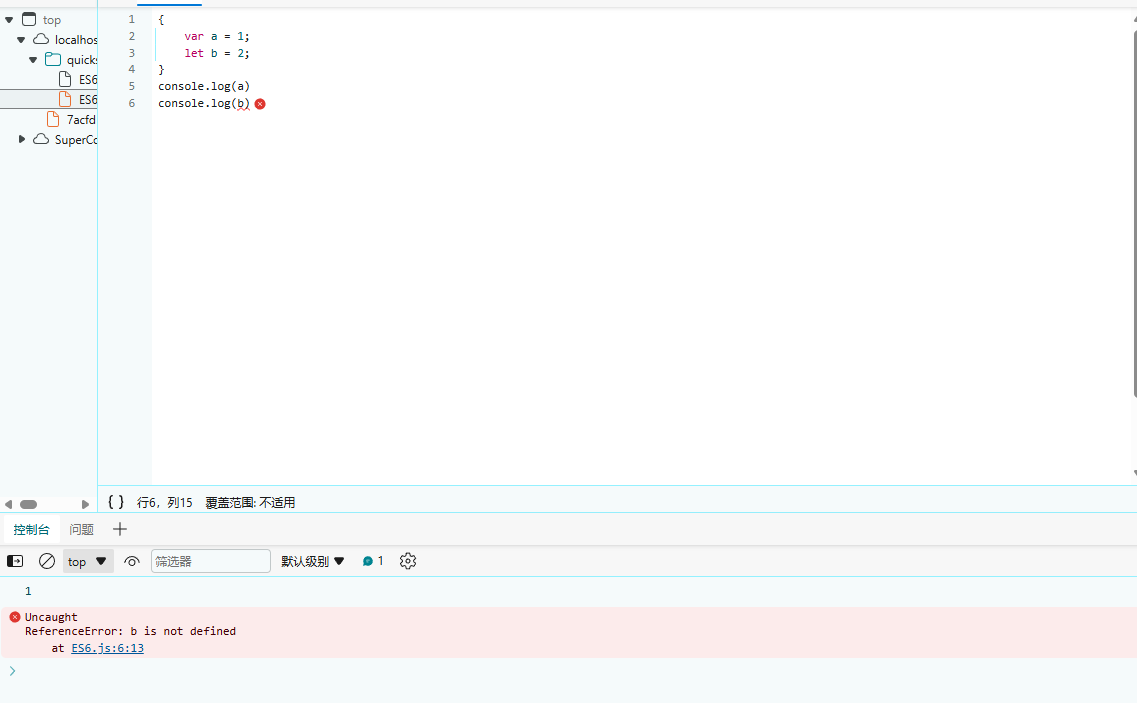 top
localhos
quicks
ES6
ES6
7acfd
SuperCo
1 {
2 var a = 1;
3 let b = 2;
4 }
5 console.log(a)
6 console.log(b)
{ } 行6，列15 覆盖范围: 不适用
控制台 问题
top 筛选器 默认级别 1
1
Uncaught
ReferenceError: b is not defined
at ES6.js:6:13